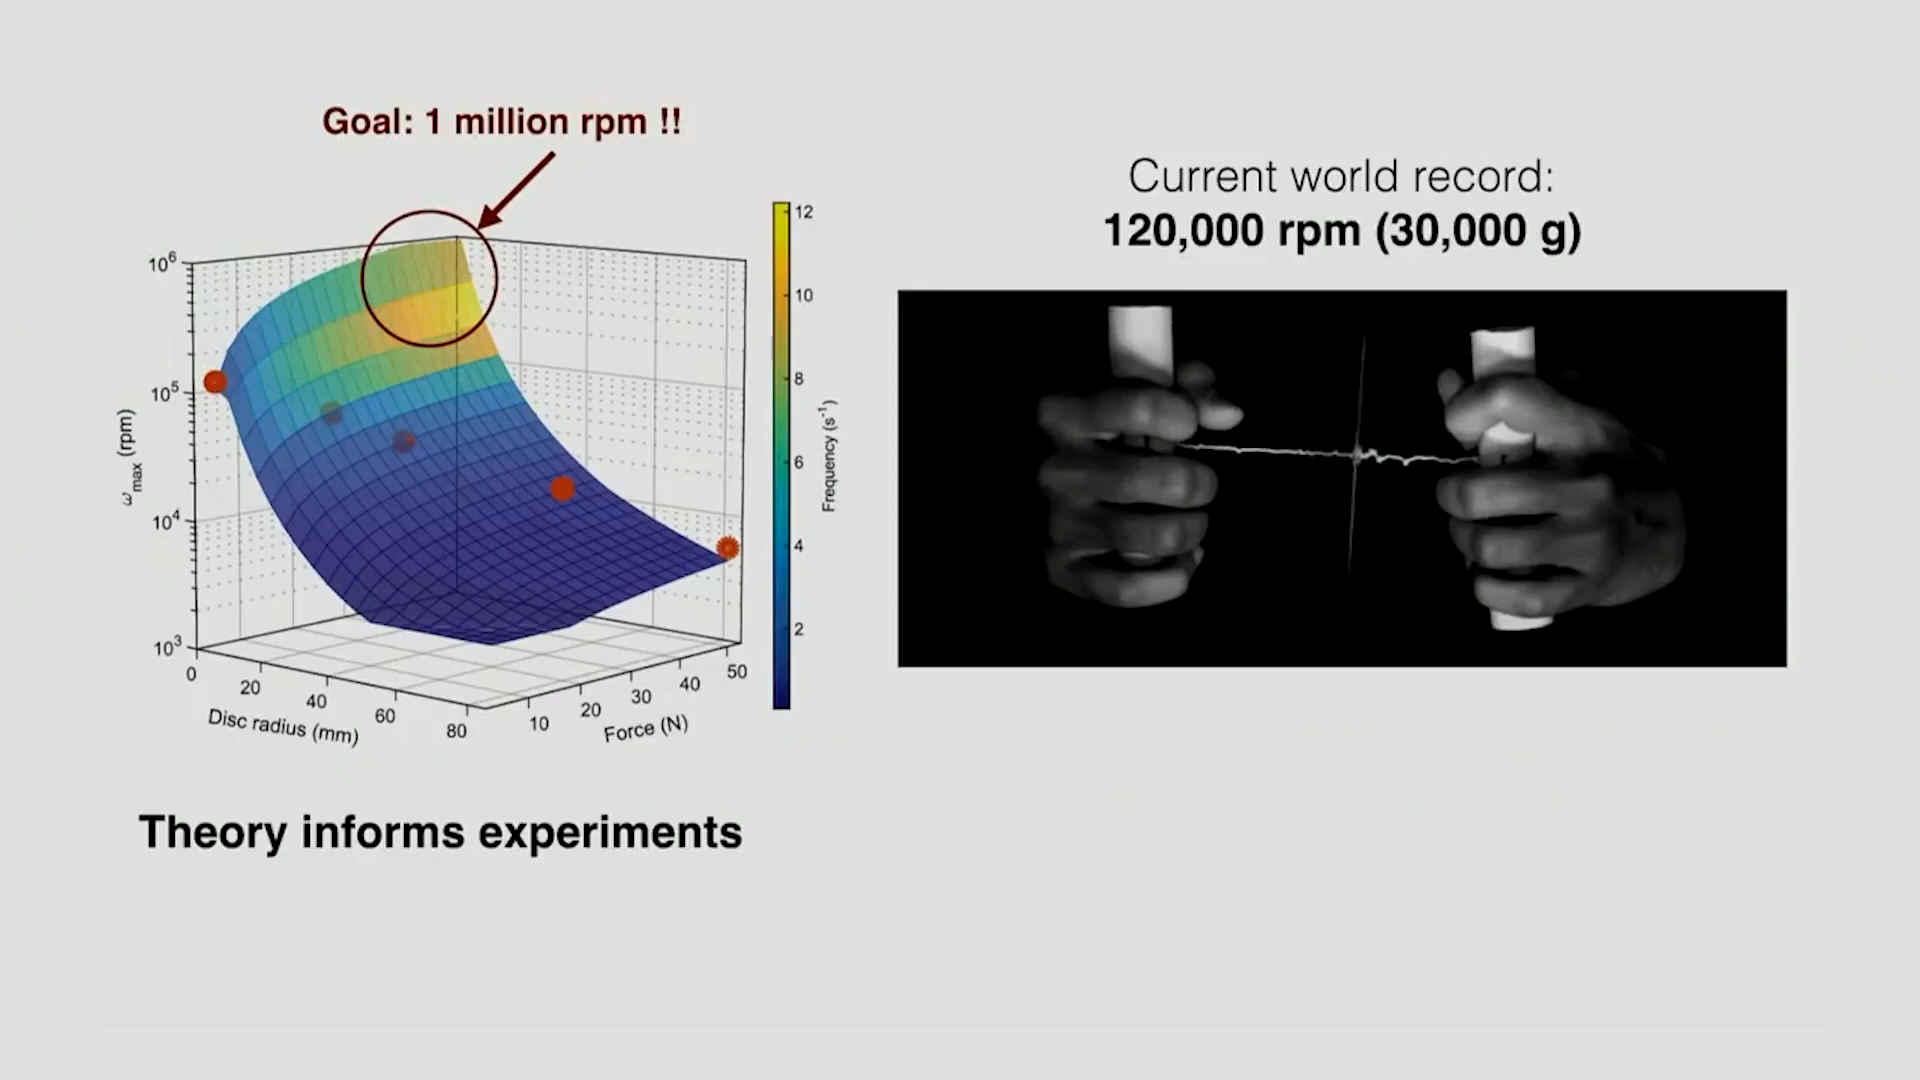 Goal: 1 million rpm !!
Current world record:
120,000 rpm (30,000 g)
10⁶
10⁵
10⁴
10³
ωmax (rpm)
0
20
40
60
80
Disc radius (mm)
10
20
30
40
50
Force (N)
12
10
8
6
4
2
Frequency (s⁻¹)
Theory informs experiments